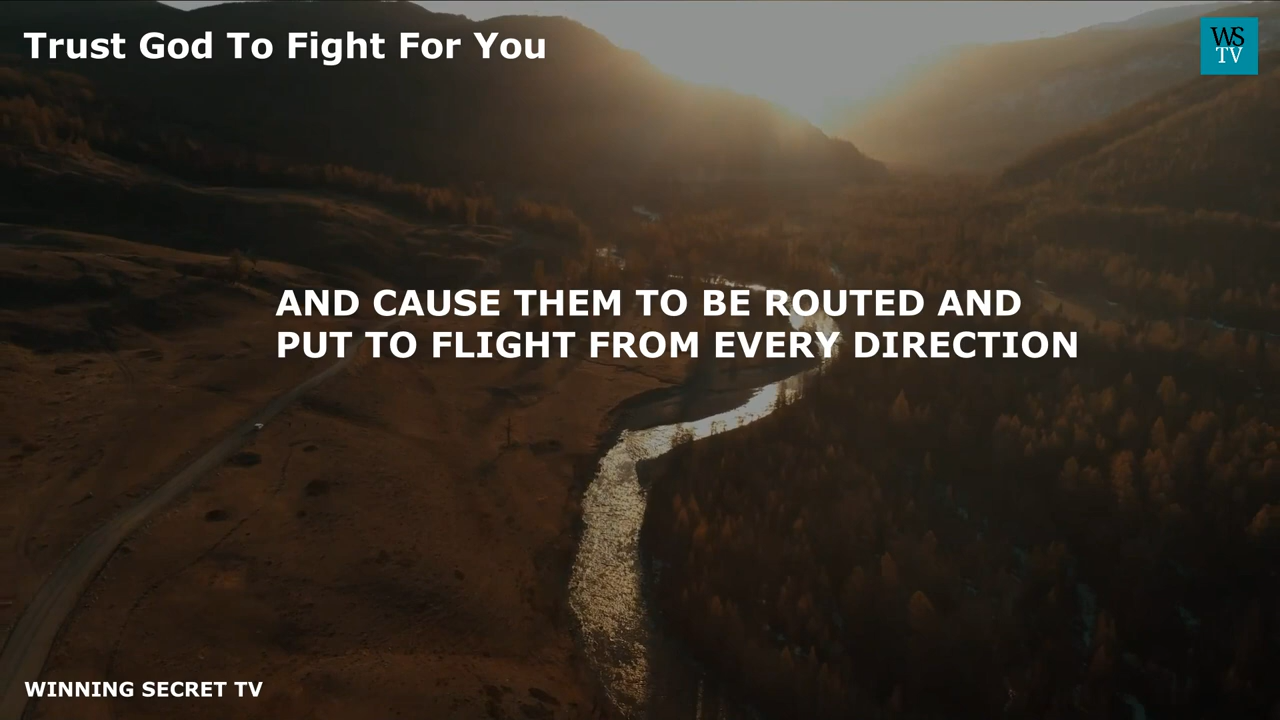 Trust God To Fight For You
WS
TV
AND CAUSE THEM TO BE ROUTED AND
PUT TO FLIGHT FROM EVERY DIRECTION
WINNING SECRET TV